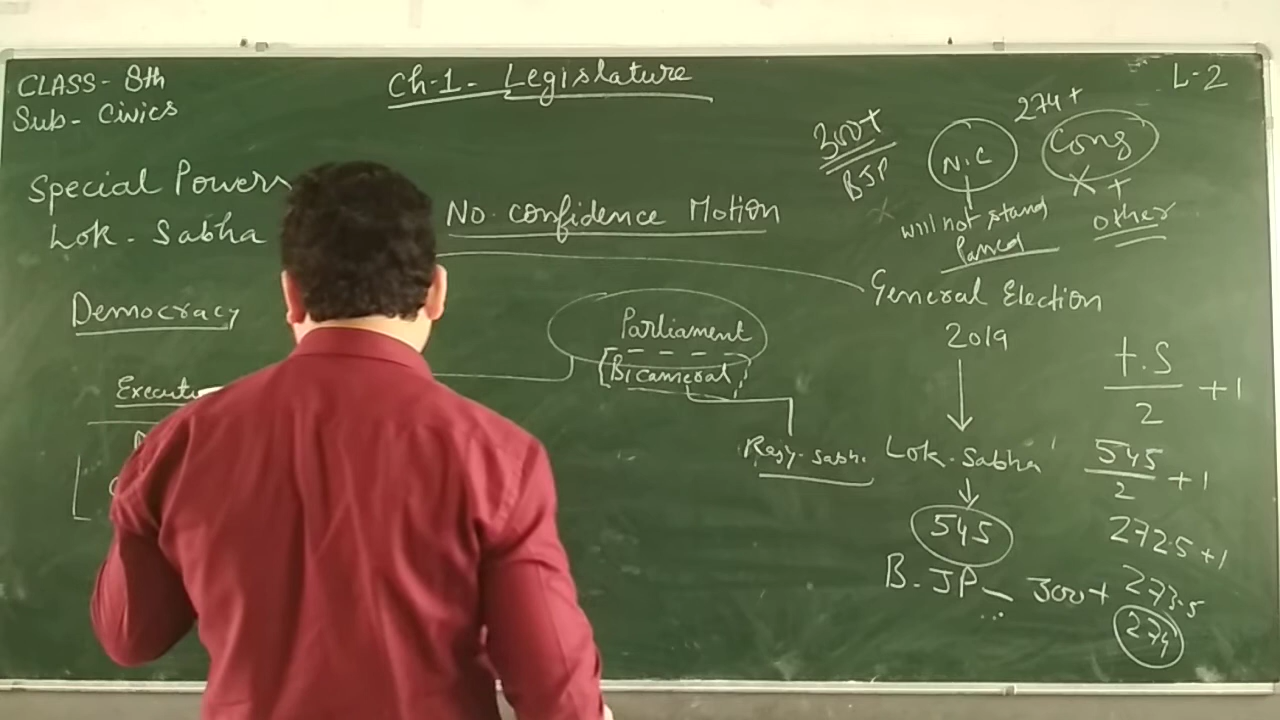 CLASS- 8th
Sub- Civics
Ch-1- Legislature
L-2
Special Powers
Lok-Sabha
No-confidence Motion
300+
BJP
N.C
274+
Cong
X +
other
will not stand
Passed
General Election
2019
Democracy
Parliament
[Bicameral]
Executi
Rajy-sabh.
Lok-Sabha
545
B.JP- 300+
t.S
2
+1
545
2
+1
272.5+1
273.5
274